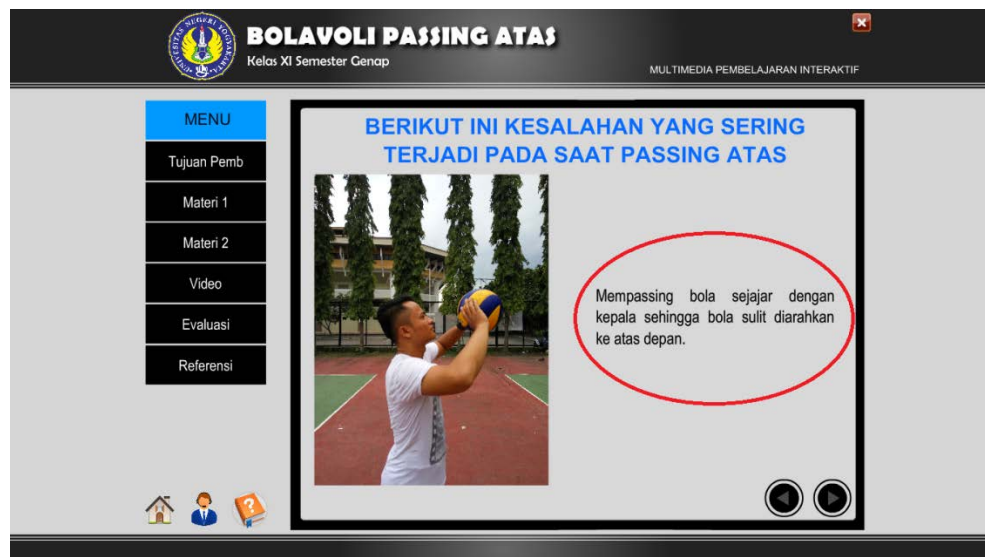 BOLAVOLI PASSING ATAS
Kelas XI Semester Genap
MULTIMEDIA PEMBELAJARAN INTERAKTIF
MENU
Tujuan Pemb
Materi 1
Materi 2
Video
Evaluasi
Referensi
BERIKUT INI KESALAHAN YANG SERING
TERJADI PADA SAAT PASSING ATAS
Mempassing bola sejajar dengan
kepala sehingga bola sulit diarahkan
ke atas depan.